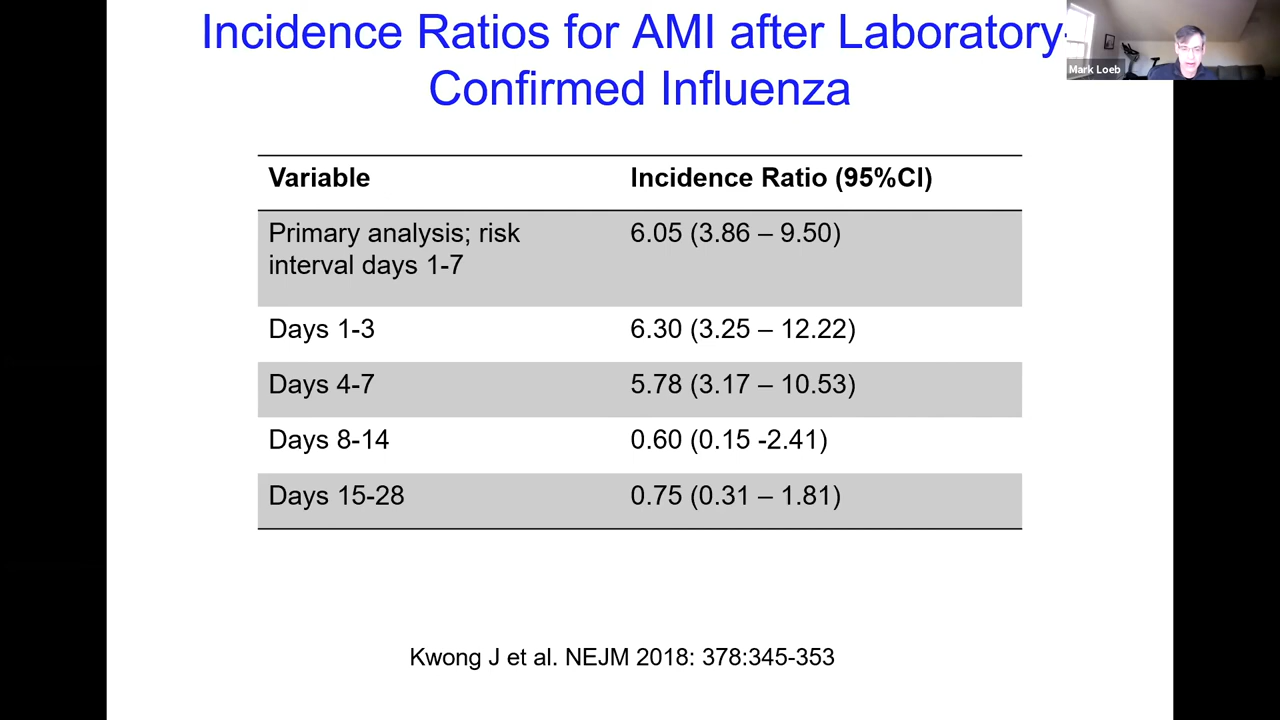 Incidence Ratios for AMI after Laboratory-
Confirmed Influenza
Mark Loeb
Variable Incidence Ratio (95%CI)
Primary analysis; risk 6.05 (3.86 – 9.50)
interval days 1-7
Days 1-3 6.30 (3.25 – 12.22)
Days 4-7 5.78 (3.17 – 10.53)
Days 8-14 0.60 (0.15 -2.41)
Days 15-28 0.75 (0.31 – 1.81)
Kwong J et al. NEJM 2018: 378:345-353